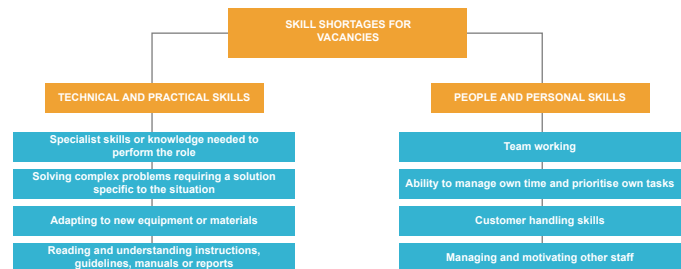 SKILL SHORTAGES FOR
VACANCIES
TECHNICAL AND PRACTICAL SKILLS
Specialist skills or knowledge needed to
perform the role
Solving complex problems requiring a solution
specific to the situation
Adapting to new equipment or materials
Reading and understanding instructions,
guidelines, manuals or reports
PEOPLE AND PERSONAL SKILLS
Team working
Ability to manage own time and prioritise own tasks
Customer handling skills
Managing and motivating other staff